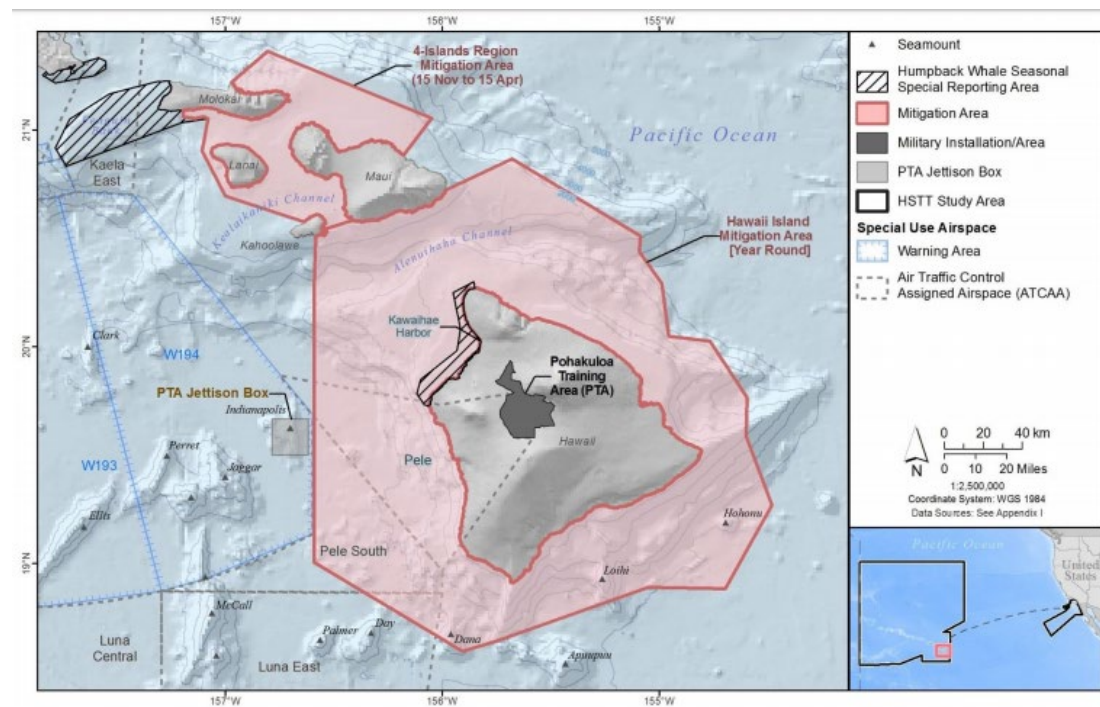 157°W
156°W
155°W
4-Islands Region
Mitigation Area
(15 Nov to 15 Apr)
Molokai
21°N
Pacific Ocean
Kaela
East
Lanai
Maui
Kealaikahiki Channel
Kahoolawe
Alenuihaha Channel
Hawaii Island
Mitigation Area
[Year Round]
Kawaihae
Harbor
20°N
Clark
W194
Pohakuloa
Training
Area (PTA)
PTA Jettison Box
Indianapolis
Hawaii
Perret
Pele
W193
Jaggar
Ellis
Hohonu
19°N
Pele South
Loihi
McCall
Palmer
Day
Dana
Luna
Central
Luna East
Apuupuu
157°W
156°W
155°W
Seamount
Humpback Whale Seasonal
Special Reporting Area
Mitigation Area
Military Installation/Area
PTA Jettison Box
HSTT Study Area
Special Use Airspace
Warning Area
Air Traffic Control
Assigned Airspace (ATCAA)
0 20 40 km
N
0 10 20 Miles
1:2,500,000
Coordinate System: WGS 1984
Data Sources: See Appendix I
Pacific Ocean
United
States